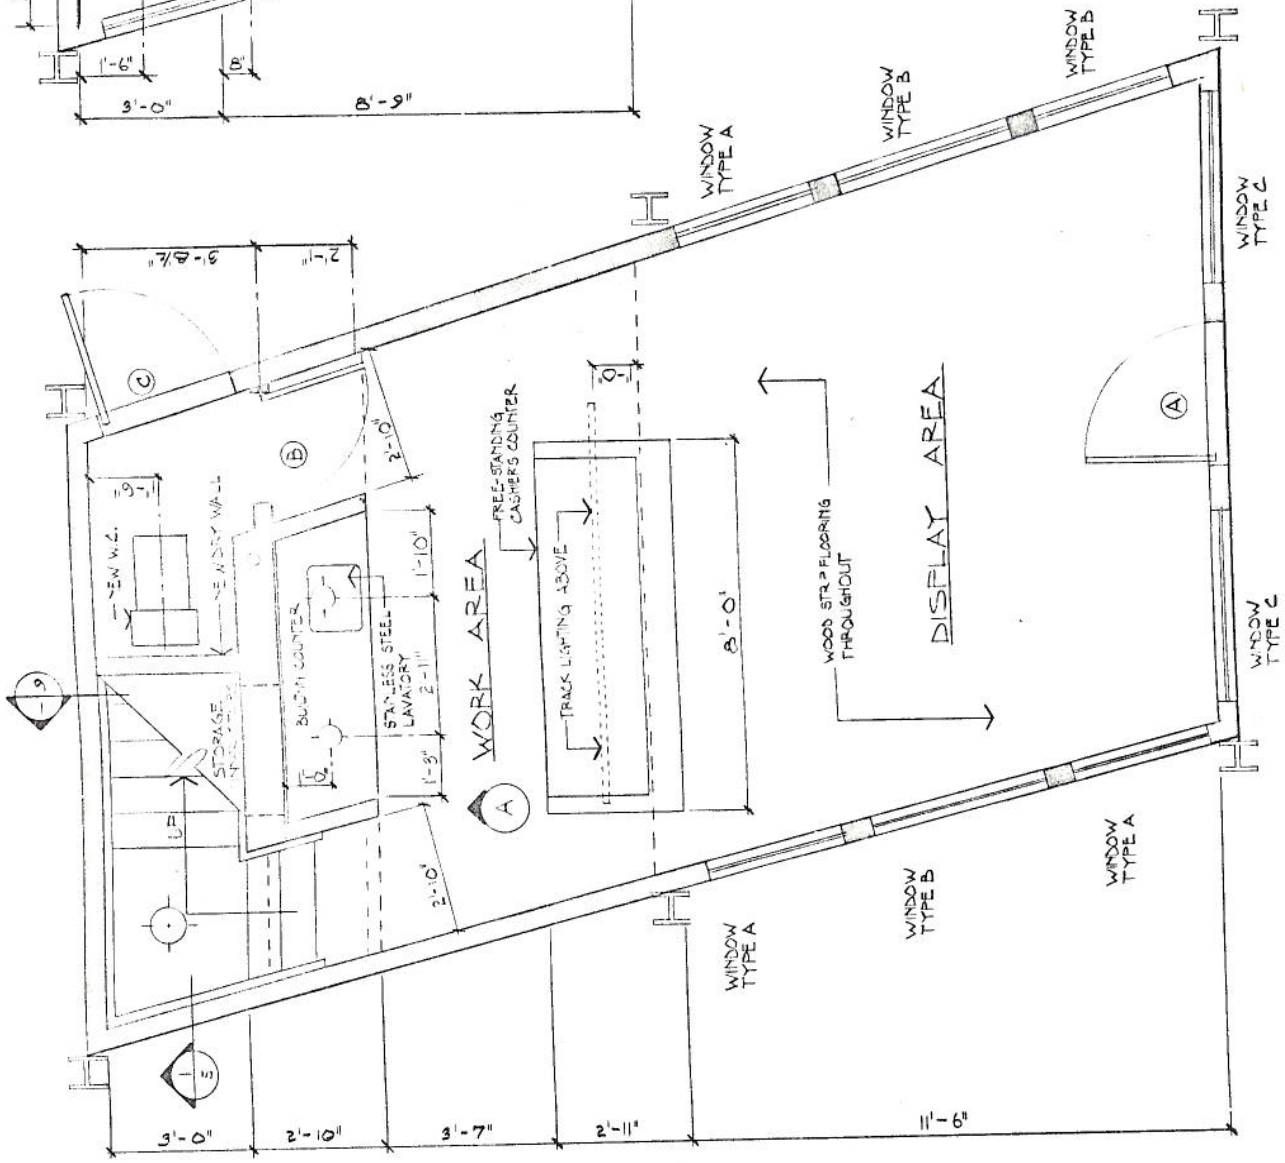 1'-6"
8"
3'-0"
8'-9"
WINDOW
TYPE B
WINDOW
TYPE B
WINDOW
TYPE A
WINDOW
TYPE C
3'-8½"
2'-1"
C
B
2'-10"
1'-6"
NEW W.C.
NEW DRY WALL
FREE-STANDING
CASHIERS COUNTER
A
BUILT-IN COUNTER
STORAGE
UP
STAINLESS STEEL
LAVATORY
1'-10"
2'-11"
1'-3"
WORK AREA
TRACK LIGHTING ABOVE
8'-0"
WOOD STRIP FLOORING
THROUGHOUT
DISPLAY AREA
A
2'-10"
1
5
WINDOW
TYPE C
WINDOW
TYPE A
WINDOW
TYPE B
WINDOW
TYPE A
3'-0"
2'-10"
3'-7"
2'-11"
11'-6"